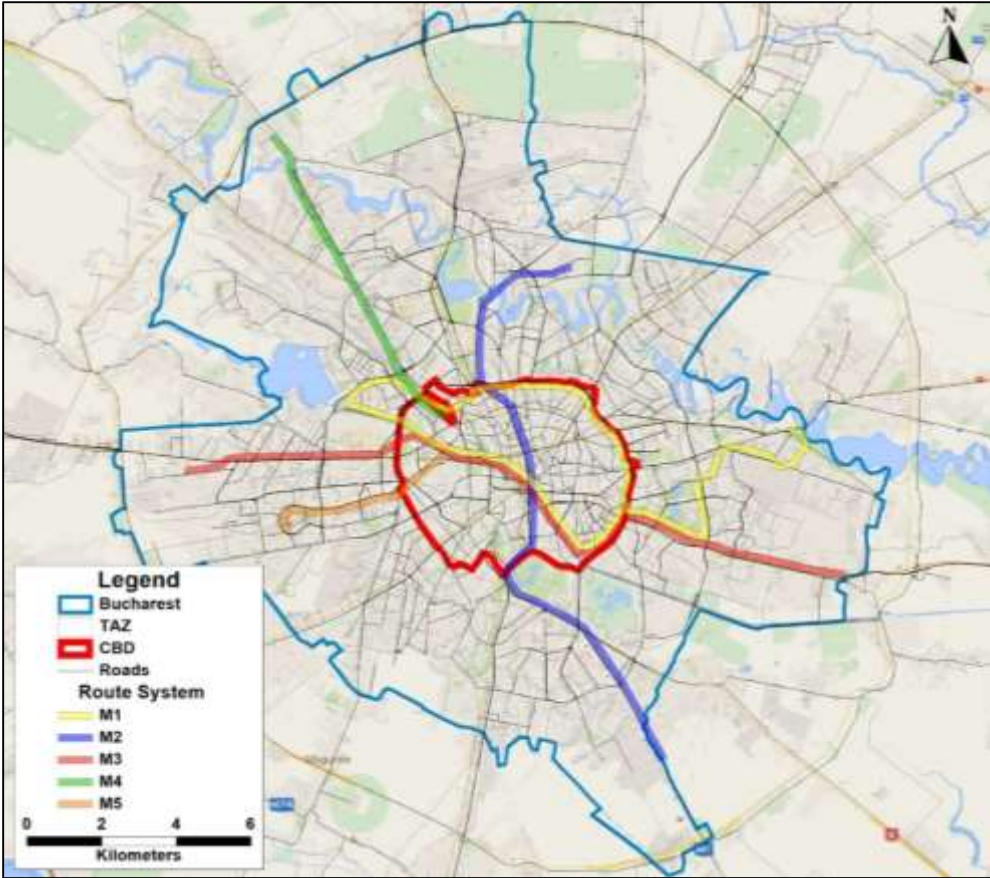 N
Legend
Bucharest
TAZ
CBD
Roads
Route System
M1
M2
M3
M4
M5
0 2 4 6
Kilometers